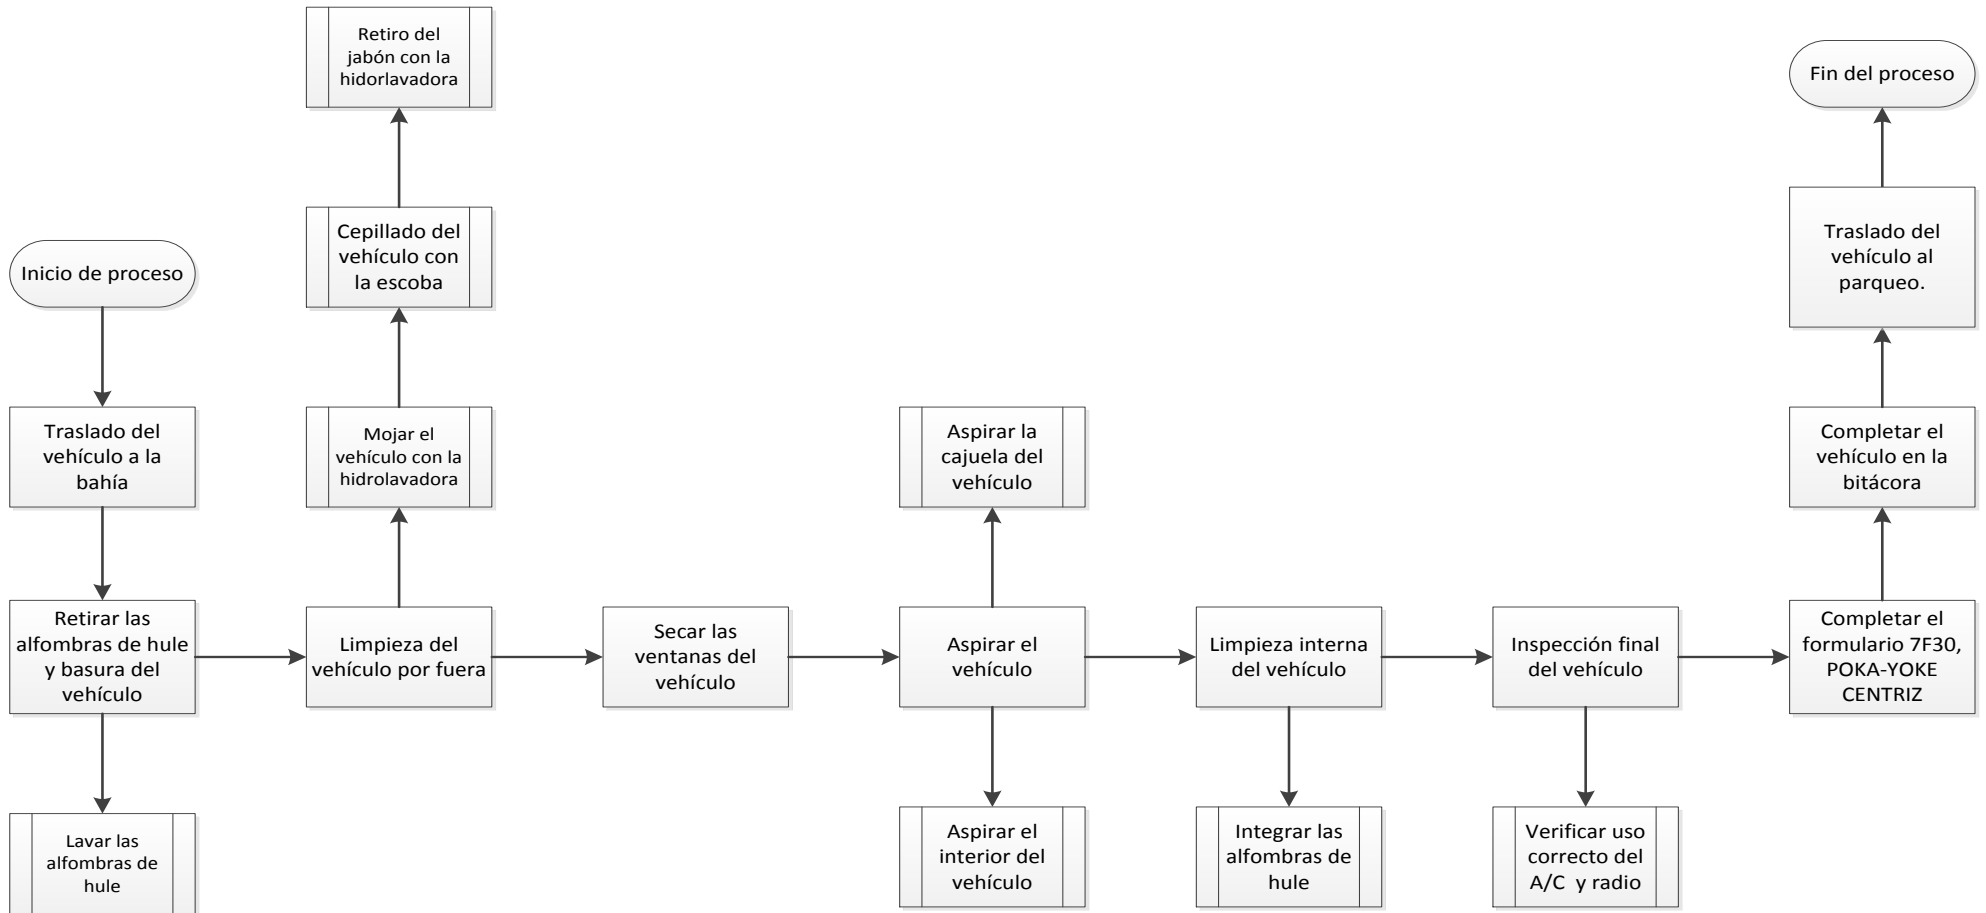 Inicio de proceso
Traslado del
vehículo a la
bahía
Retirar las
alfombras de hule
y basura del
vehículo
Lavar las
alfombras de
hule
Retiro del
jabón con la
hidorlavadora
Cepillado del
vehículo con
la escoba
Mojar el
vehículo con la
hidrolavadora
Limpieza del
vehículo por fuera
Secar las
ventanas del
vehículo
Aspirar la
cajuela del
vehículo
Aspirar el
vehículo
Aspirar el
interior del
vehículo
Limpieza interna
del vehículo
Integrar las
alfombras de
hule
Inspección final
del vehículo
Verificar uso
correcto del
A/C y radio
Fin del proceso
Traslado del
vehículo al
parqueo.
Completar el
vehículo en la
bitácora
Completar el
formulario 7F30,
POKA-YOKE
CENTRIZ